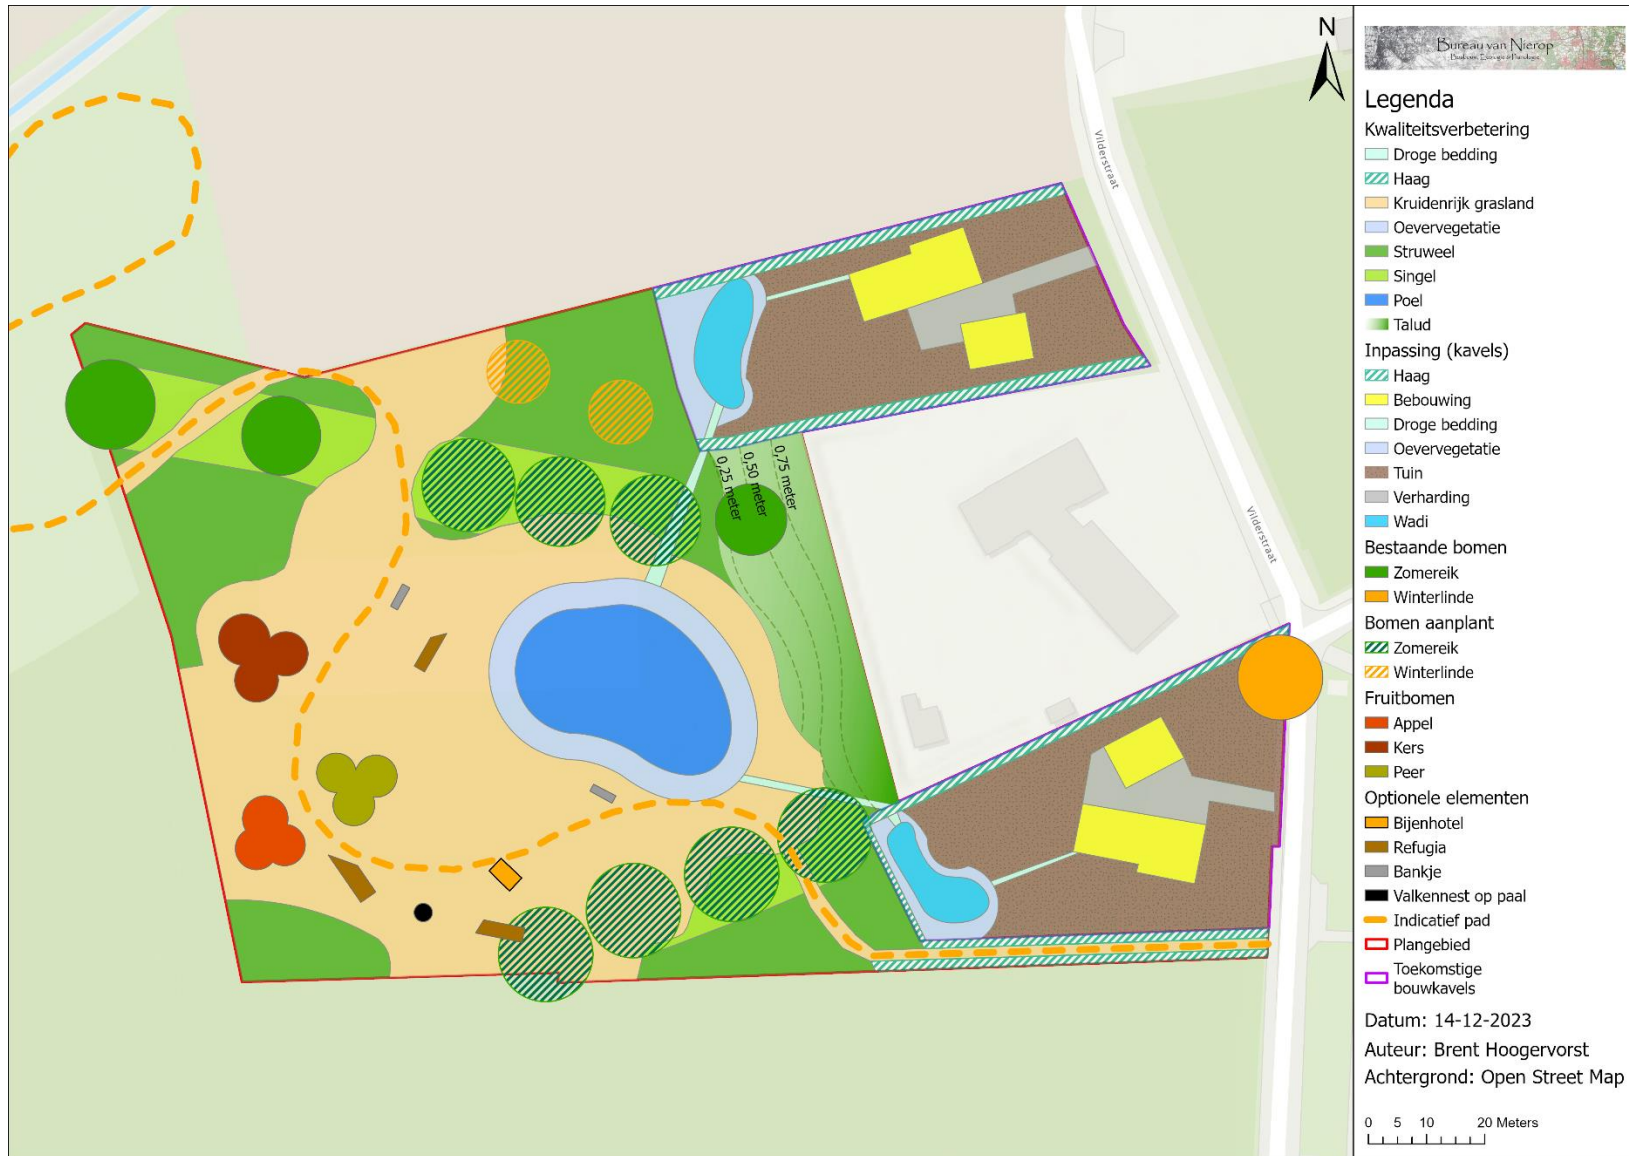 N
Vilderstraat
0,25 meter
0,50 meter
0,75 meter
Vilderstraat
Bureau van Nierop
Legenda
Kwaliteitsverbetering
Droge bedding
Haag
Kruidenrijk grasland
Oevervegetatie
Struweel
Singel
Poel
Talud
Inpassing (kavels)
Haag
Bebouwing
Droge bedding
Oevervegetatie
Tuin
Verharding
Wadi
Bestaande bomen
Zomereik
Winterlinde
Bomen aanplant
Zomereik
Winterlinde
Fruitbomen
Appel
Kers
Peer
Optionele elementen
Bijenhotel
Refugia
Bankje
Valkennest op paal
Indicatief pad
Plangebied
Toekomstige
bouwkavels
Datum: 14-12-2023
Auteur: Brent Hoogervorst
Achtergrond: Open Street Map
0 5 10 20 Meters